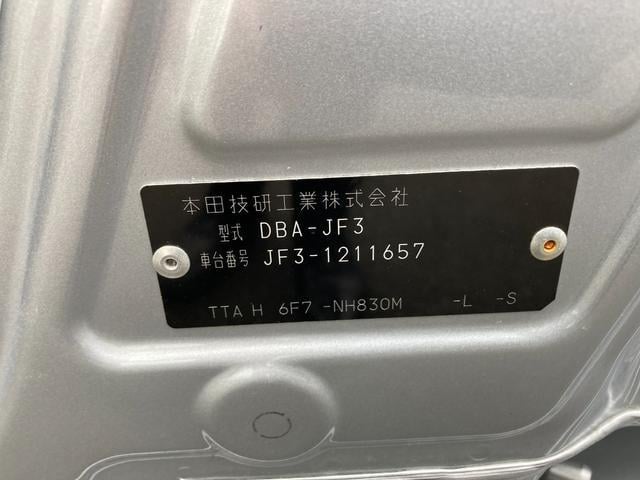 本田技研工業株式会社
型式 DBA-JF3
車台番号 JF3-1211657
TTA H 6F7 -NH830M -L -S